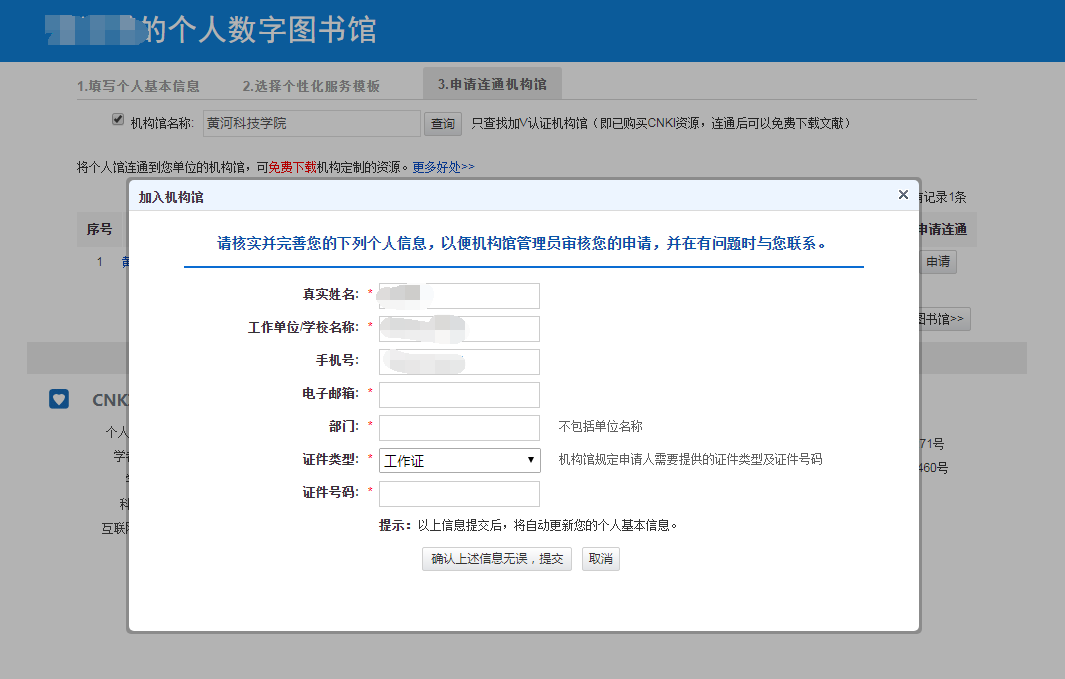 的个人数字图书馆
1.填写个人基本信息 2.选择个性化服务模板 3.申请连通机构馆
机构馆名称: 黄河科技学院 查询 只查找加V认证机构馆（即已购买CNKI资源，连通后可以免费下载文献）
将个人馆连通到您单位的机构馆，可免费下载机构定制的资源。更多好处>>
加入机构馆 ×
有记录1条
请核实并完善您的下列个人信息，以便机构馆管理员审核您的申请，并在有问题时与您联系。
序号 申请连通
1 黄 申请
真实姓名: *
工作单位/学校名称: *
图书馆>>
手机号:
电子邮箱: *
CNK
部门: * 不包括单位名称
个人
71号
学
证件类型: * 工作证 机构馆规定申请人需要提供的证件类型及证件号码
460号
证件号码: *
科
提示：以上信息提交后，将自动更新您的个人基本信息。
互联
确认上述信息无误，提交 取消